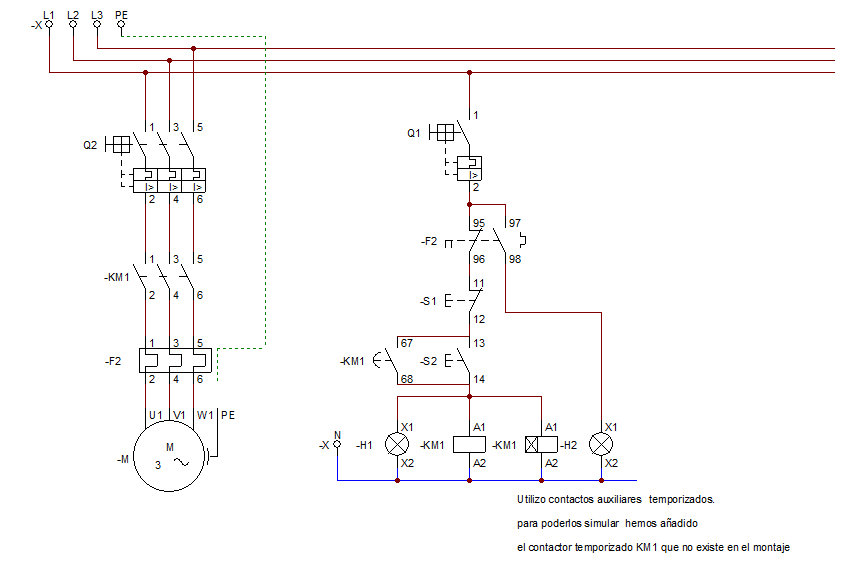 L1 L2 L3 PE
-X
1 3 5
Q2
I> I> I>
2 4 6
1 3 5
-KM1
2 4 6
1 3 5
-F2
2 4 6
U1 V1 W1 PE
-M
M
3
1
Q1
I>
2
95 97
-F2
96 98
11
-S1
12
67 13
-KM1 -S2
68 14
X1 A1 A1 X1
N
-X -H1 -KM1 -KM1 -H2
X2 A2 A2 X2
Utilizo contactos auxiliares temporizados.
para poderlos simular hemos añadido
el contactor temporizado KM1 que no existe en el montaje